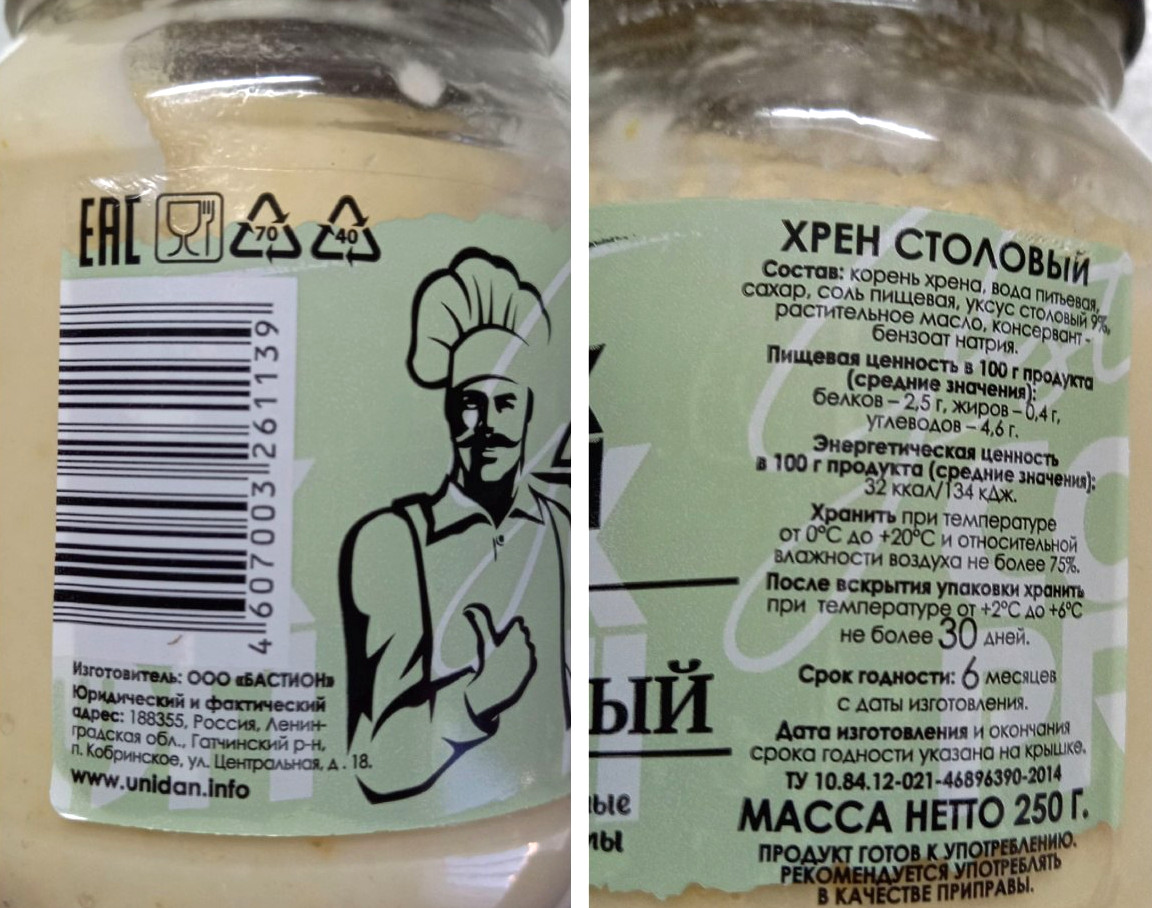 EAC
70
40
4 607003 261139
Изготовитель: ООО «БАСТИОН»
Юридический и фактический
адрес: 188355, Россия, Ленин-
градская обл., Гатчинский р-н,
п. Кобринское, ул. Центральная, д. 18.
www.unidan.info
ХРЕН СТОЛОВЫЙ
Состав: корень хрена, вода питьевая,
сахар, соль пищевая, уксус столовый 9%,
растительное масло, консервант -
бензоат натрия.
Пищевая ценность в 100 г продукта
(средние значения):
белков – 2,5 г, жиров – 0,4 г,
углеводов – 4,6 г.
Энергетическая ценность
в 100 г продукта (средние значения):
32 ккал/134 кДж.
Хранить при температуре
от 0°С до +20°С и относительной
влажности воздуха не более 75%.
После вскрытия упаковки хранить
при температуре от +2°С до +6°С
не более 30 дней.
Срок годности: 6 месяцев
с даты изготовления.
Дата изготовления и окончания
срока годности указана на крышке.
ТУ 10.84.12-021-46896390-2014
МАССА НЕТТО 250 Г.
ПРОДУКТ ГОТОВ К УПОТРЕБЛЕНИЮ.
РЕКОМЕНДУЕТСЯ УПОТРЕБЛЯТЬ
В КАЧЕСТВЕ ПРИПРАВЫ.
ЫЙ
ые
мы